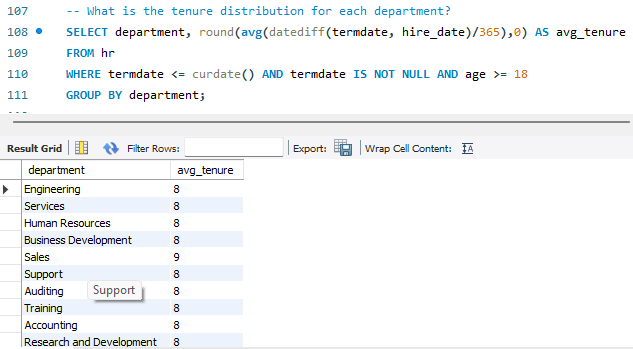 107 -- What is the tenure distribution for each department?
108 SELECT department, round(avg(datediff(termdate, hire_date)/365),0) AS avg_tenure
109 FROM hr
110 WHERE termdate <= curdate() AND termdate IS NOT NULL AND age >= 18
111 GROUP BY department;
Result Grid Filter Rows: Export: Wrap Cell Content: IA
department avg_tenure
Engineering 8
Services 8
Human Resources 8
Business Development 8
Sales 9
Support 8
Auditing Support 8
Training 8
Accounting 8
Research and Development 8